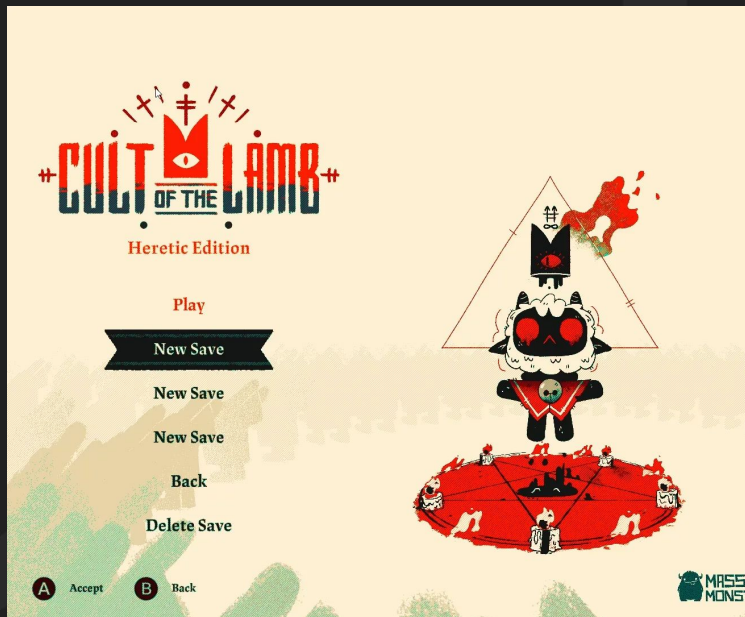 CULT OF THE LAMB
Heretic Edition
Play
New Save
New Save
New Save
Back
Delete Save
A Accept B Back
MASS
MONS